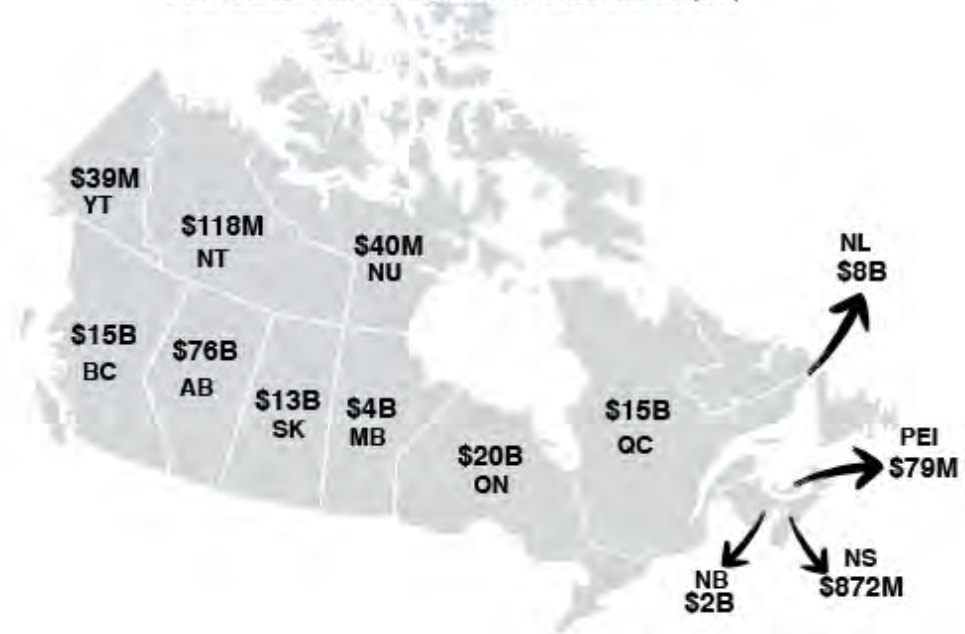 $39M
YT
$118M
NT
$40M
NU
NL
$8B
$15B
BC
$76B
AB
$13B
SK
$4B
MB
$20B
ON
$15B
QC
PEI
$79M
NB
$2B
NS
$872M